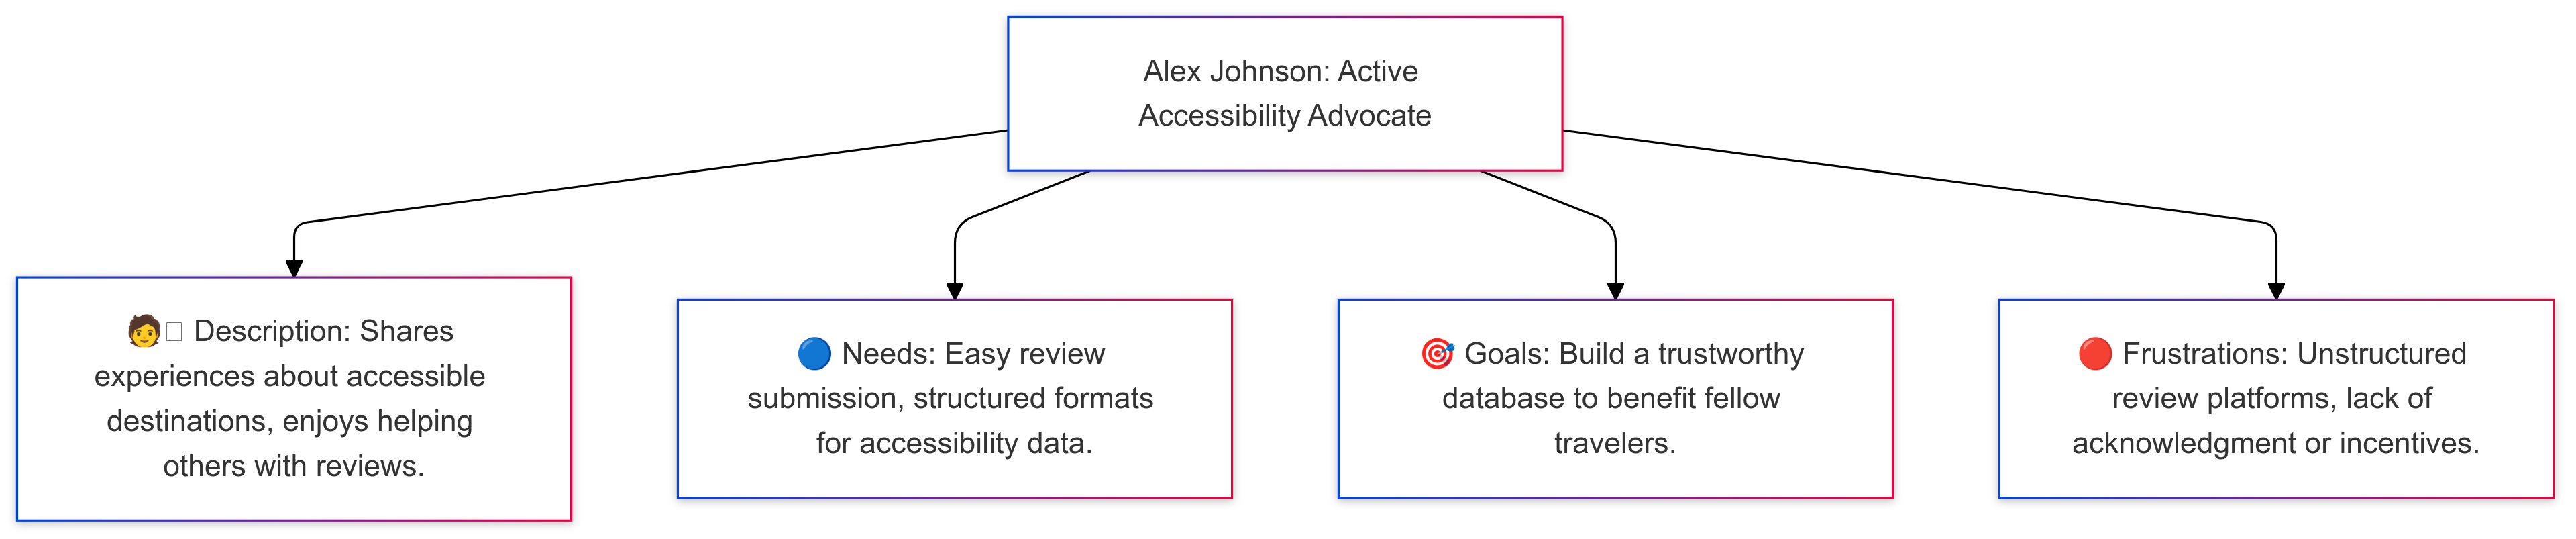 Alex Johnson: Active
Accessibility Advocate
🧑 Description: Shares
experiences about accessible
destinations, enjoys helping
others with reviews.
🔵 Needs: Easy review
submission, structured formats
for accessibility data.
🎯 Goals: Build a trustworthy
database to benefit fellow
travelers.
🔴 Frustrations: Unstructured
review platforms, lack of
acknowledgment or incentives.